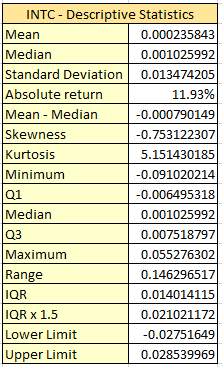 INTC - Descriptive Statistics
Mean 0.000235843
Median 0.001025992
Standard Deviation 0.013474205
Absolute return 11.93%
Mean - Median -0.000790149
Skewness -0.753122307
Kurtosis 5.151430185
Minimum -0.091020214
Q1 -0.006495318
Median 0.001025992
Q3 0.007518797
Maximum 0.055276302
Range 0.146296517
IQR 0.014014115
IQR x 1.5 0.021021172
Lower Limit -0.02751649
Upper Limit 0.028539969